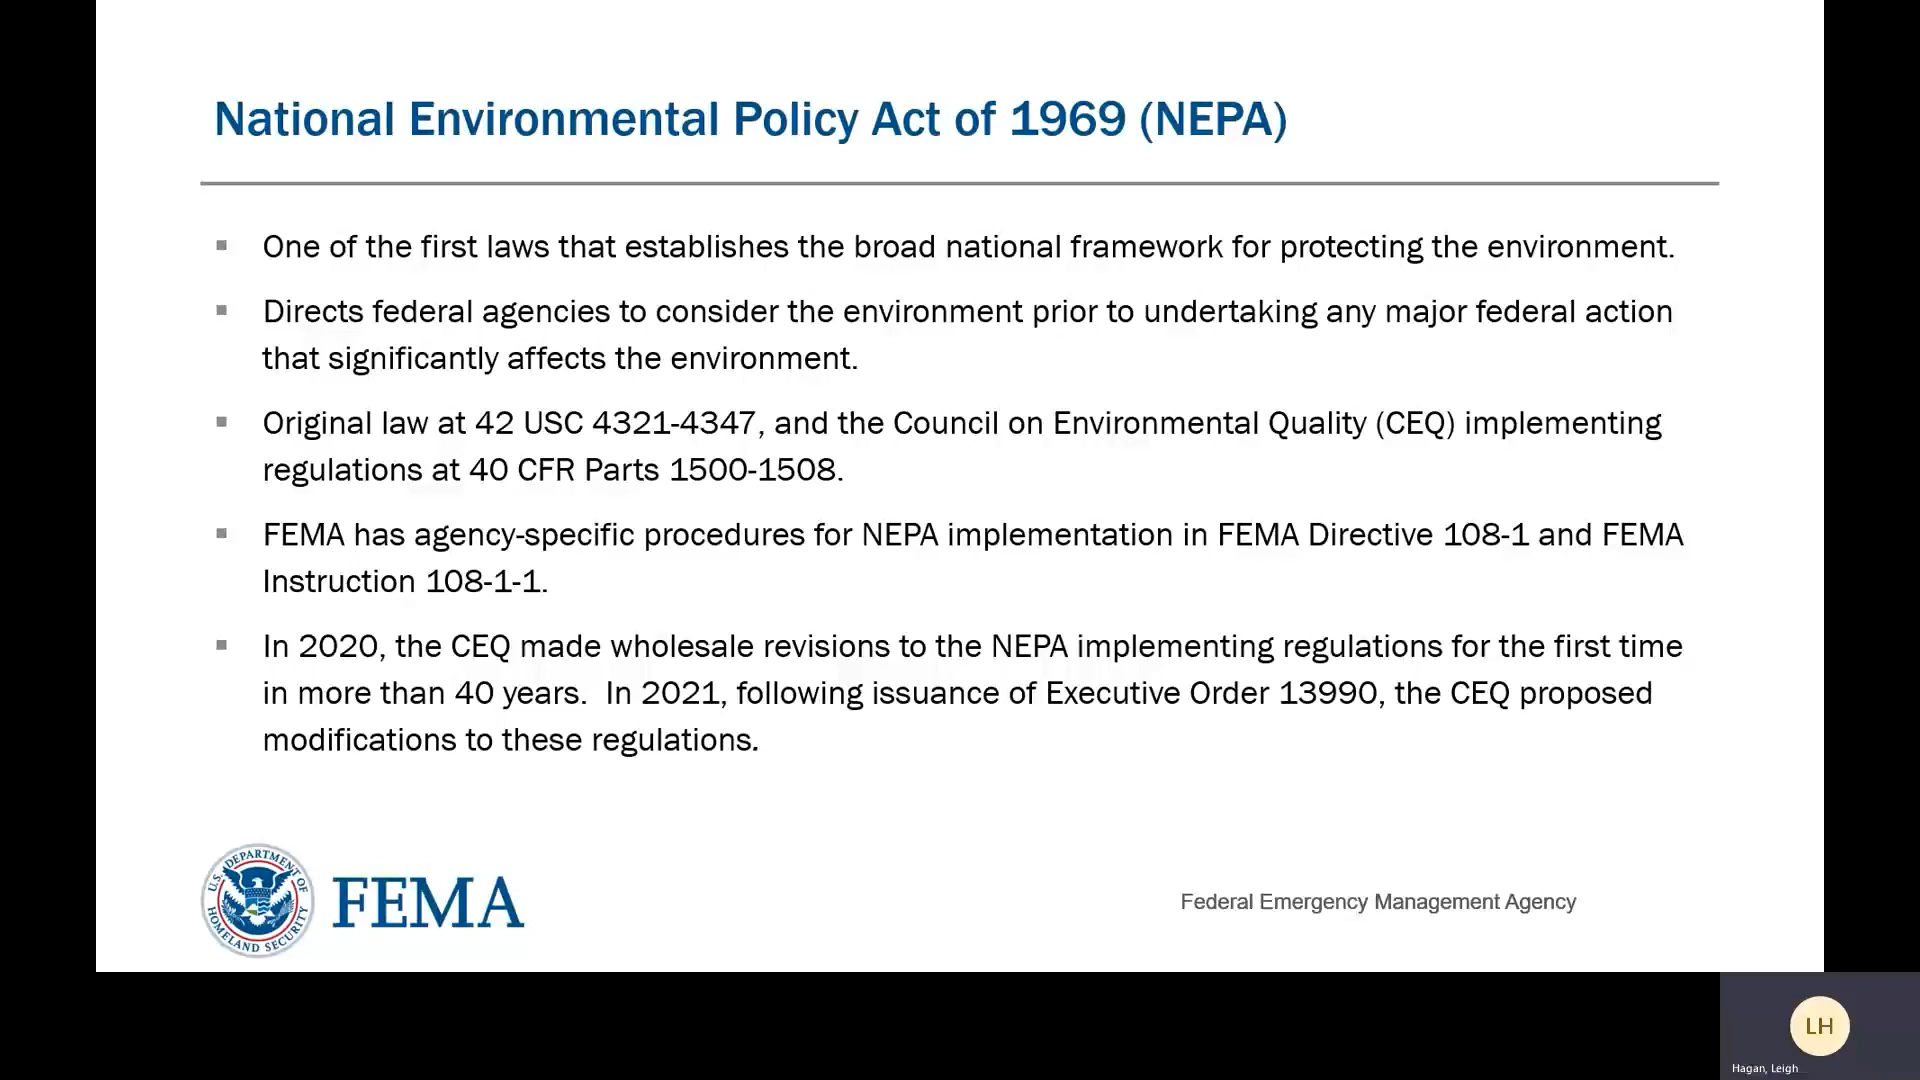 National Environmental Policy Act of 1969 (NEPA)
▪ One of the first laws that establishes the broad national framework for protecting the environment.
▪ Directs federal agencies to consider the environment prior to undertaking any major federal action
that significantly affects the environment.
▪ Original law at 42 USC 4321-4347, and the Council on Environmental Quality (CEQ) implementing
regulations at 40 CFR Parts 1500-1508.
▪ FEMA has agency-specific procedures for NEPA implementation in FEMA Directive 108-1 and FEMA
Instruction 108-1-1.
▪ In 2020, the CEQ made wholesale revisions to the NEPA implementing regulations for the first time
in more than 40 years.  In 2021, following issuance of Executive Order 13990, the CEQ proposed
modifications to these regulations.
U.S. DEPARTMENT OF HOMELAND SECURITY
FEMA
Federal Emergency Management Agency
LH
Hagan, Leigh